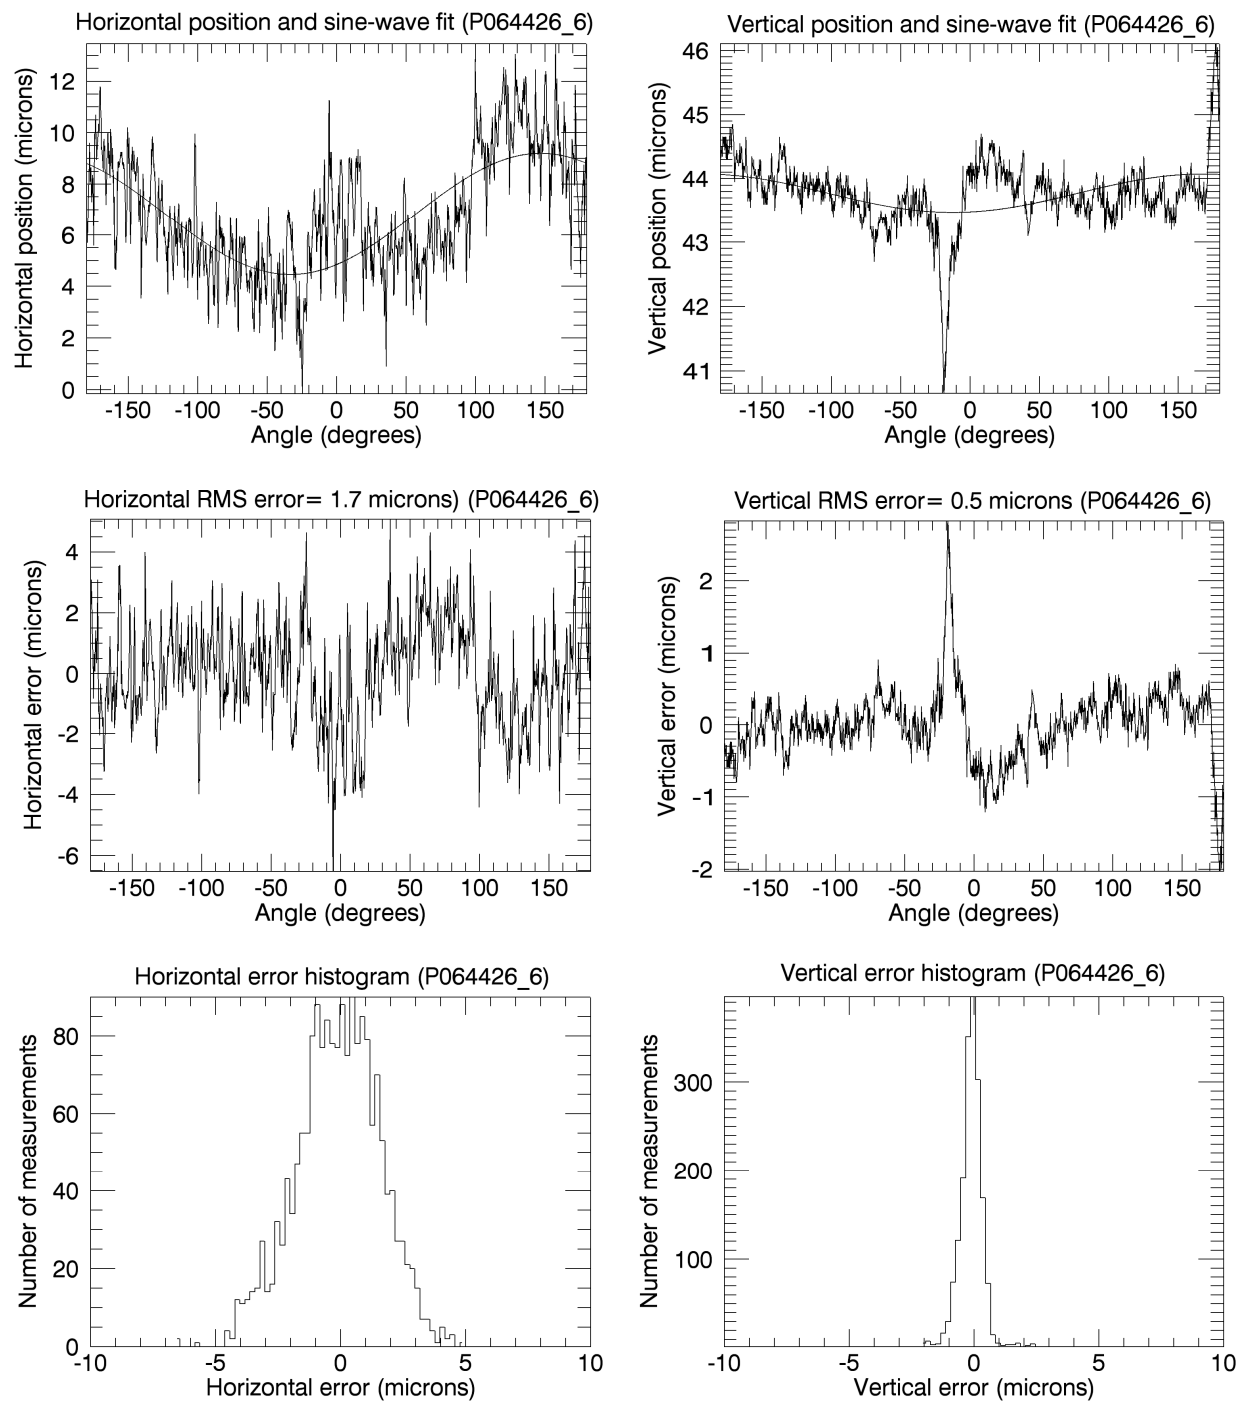 Horizontal position and sine-wave fit (P064426_6)
Horizontal position (microns)
12
10
8
6
4
2
0
-150 -100 -50 0 50 100 150
Angle (degrees)
Vertical position and sine-wave fit (P064426_6)
Vertical position (microns)
46
45
44
43
42
41
-150 -100 -50 0 50 100 150
Angle (degrees)
Horizontal RMS error= 1.7 microns) (P064426_6)
Horizontal error (microns)
4
2
0
-2
-4
-6
-150 -100 -50 0 50 100 150
Angle (degrees)
Vertical RMS error= 0.5 microns (P064426_6)
Vertical error (microns)
2
1
0
-1
-2
-150 -100 -50 0 50 100 150
Angle (degrees)
Horizontal error histogram (P064426_6)
Number of measurements
80
60
40
20
0
-10 -5 0 5 10
Horizontal error (microns)
Vertical error histogram (P064426_6)
Number of measurements
300
200
100
-10 -5 0 5 10
Vertical error (microns)